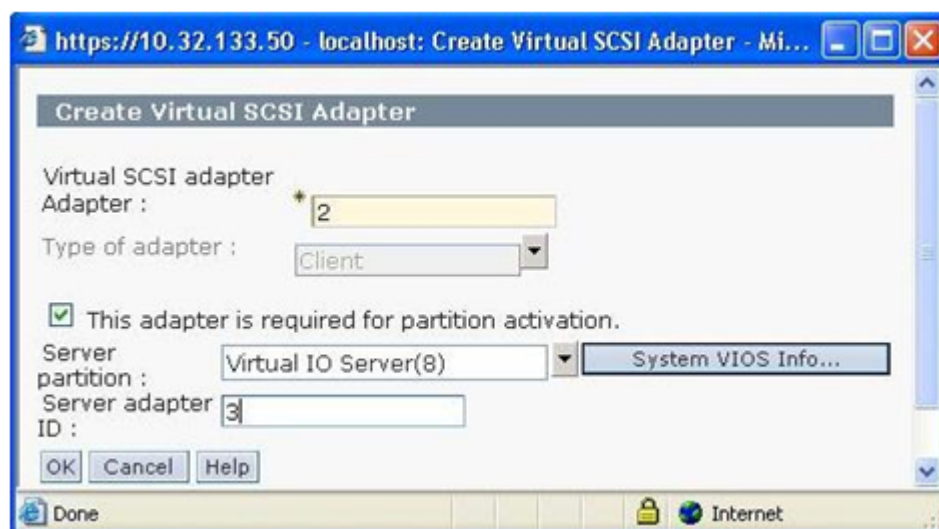 https://10.32.133.50 - localhost: Create Virtual SCSI Adapter - Mi...
Create Virtual SCSI Adapter
Virtual SCSI adapter
Adapter :
* 2
Type of adapter :
Client
This adapter is required for partition activation.
Server
partition :
Virtual IO Server(8)
System VIOS Info...
Server adapter
ID :
3
OK Cancel Help
Done
Internet